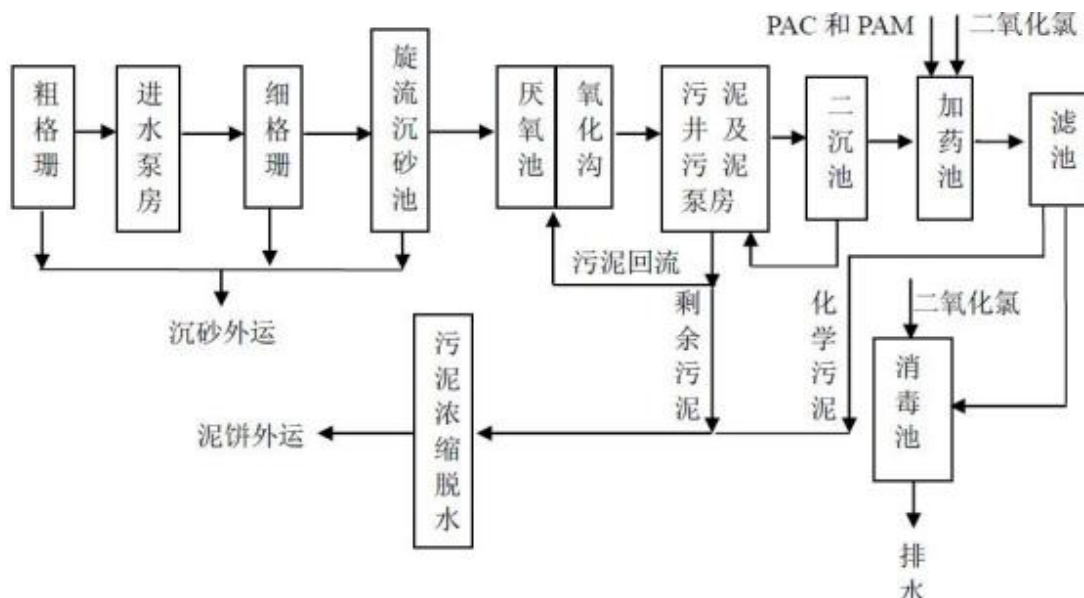 PAC 和 PAM
二氧化氯
粗格珊
进水泵房
细格珊
旋流沉砂池
厌氧池
氧化沟
污泥
井及
污泥
泵房
二沉池
加药池
滤池
污泥回流
沉砂外运
剩余污泥
化学污泥
二氧化氯
消毒池
污泥浓缩脱水
泥饼外运
排水